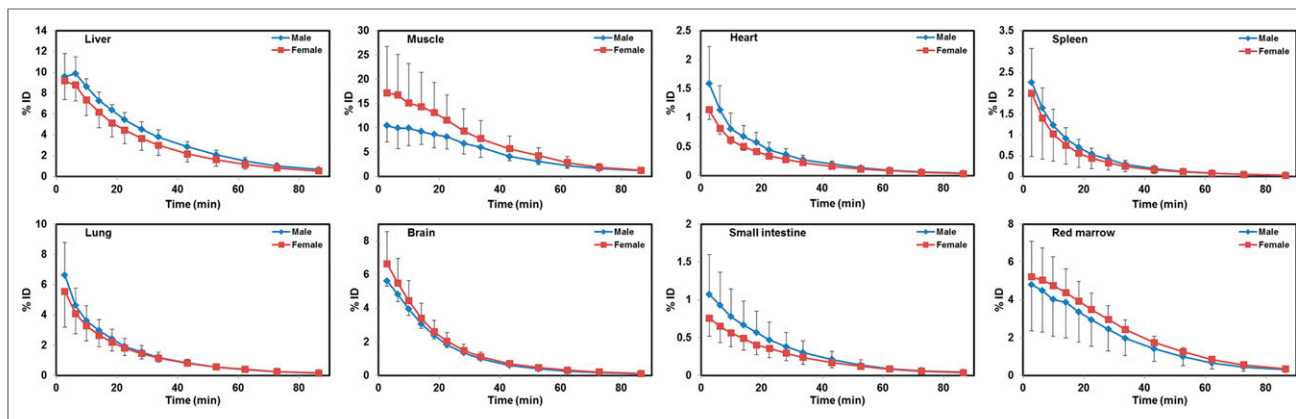 Liver
Male
Female
% ID
14
12
10
8
6
4
2
0
0 20 40 60 80
Time (min)
Muscle
Male
Female
% ID
30
25
20
15
10
5
0
0 20 40 60 80
Time (min)
Heart
Male
Female
% ID
2.5
2
1.5
1
0.5
0
0 20 40 60 80
Time (min)
Spleen
Male
Female
% ID
3.5
3
2.5
2
1.5
1
0.5
0
0 20 40 60 80
Time (min)
Lung
Male
Female
% ID
10
8
6
4
2
0
0 20 40 60 80
Time (min)
Brain
Male
Female
% ID
10
8
6
4
2
0
0 20 40 60 80
Time (min)
Small intestine
Male
Female
% ID
2
1.5
1
0.5
0
0 20 40 60 80
Time (min)
Red marrow
Male
Female
% ID
8
6
4
2
0
0 20 40 60 80
Time (min)